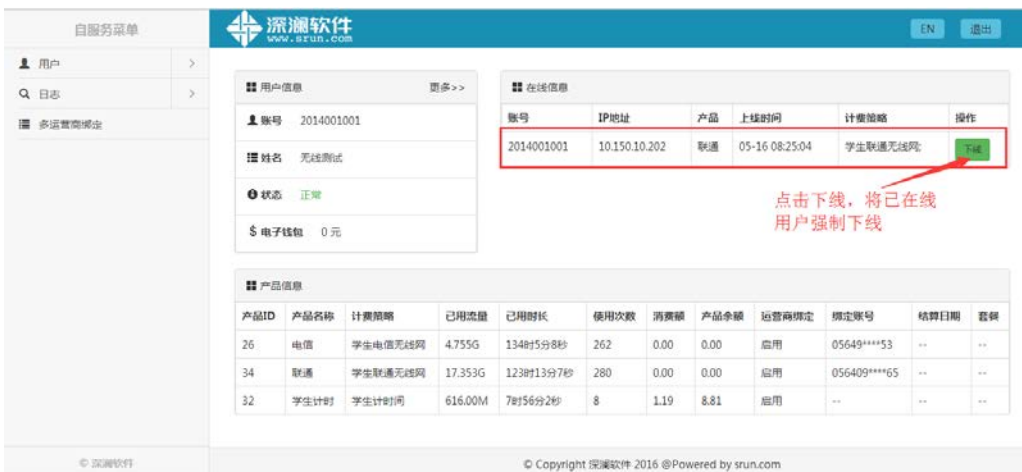 自服务菜单
深澜软件
www.srun.com
EN
退出
用户
日志
多运营商绑定
用户信息 更多>>
账号 2014001001
姓名 无线测试
状态 正常
电子钱包 0 元
在线信息
账号 IP地址 产品 上线时间 计费策略 操作
2014001001 10.150.10.202 联通 05-16 08:25:04 学生联通无线网; 下线
点击下线，将已在线
用户强制下线
产品信息
产品ID 产品名称 计费策略 已用流量 已用时长 使用次数 消费额 产品余额 运营商绑定 绑定账号 结算日期 套餐
26 电信 学生电信无线网 4.755G 134时5分8秒 262 0.00 0.00 启用 05649****53 -- --
34 联通 学生联通无线网 17.353G 123时13分7秒 280 0.00 0.00 启用 056409****65 -- --
32 学生计时 学生计时间 616.00M 7时56分2秒 8 1.19 8.81 启用 -- -- --
© 深澜软件
© Copyright 深澜软件 2016 @Powered by srun.com